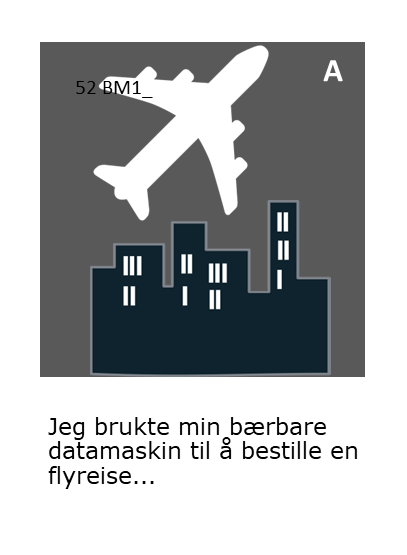 A
52 BM1_
Jeg brukte min bærbare
datamaskin til å bestille en
flyreise...